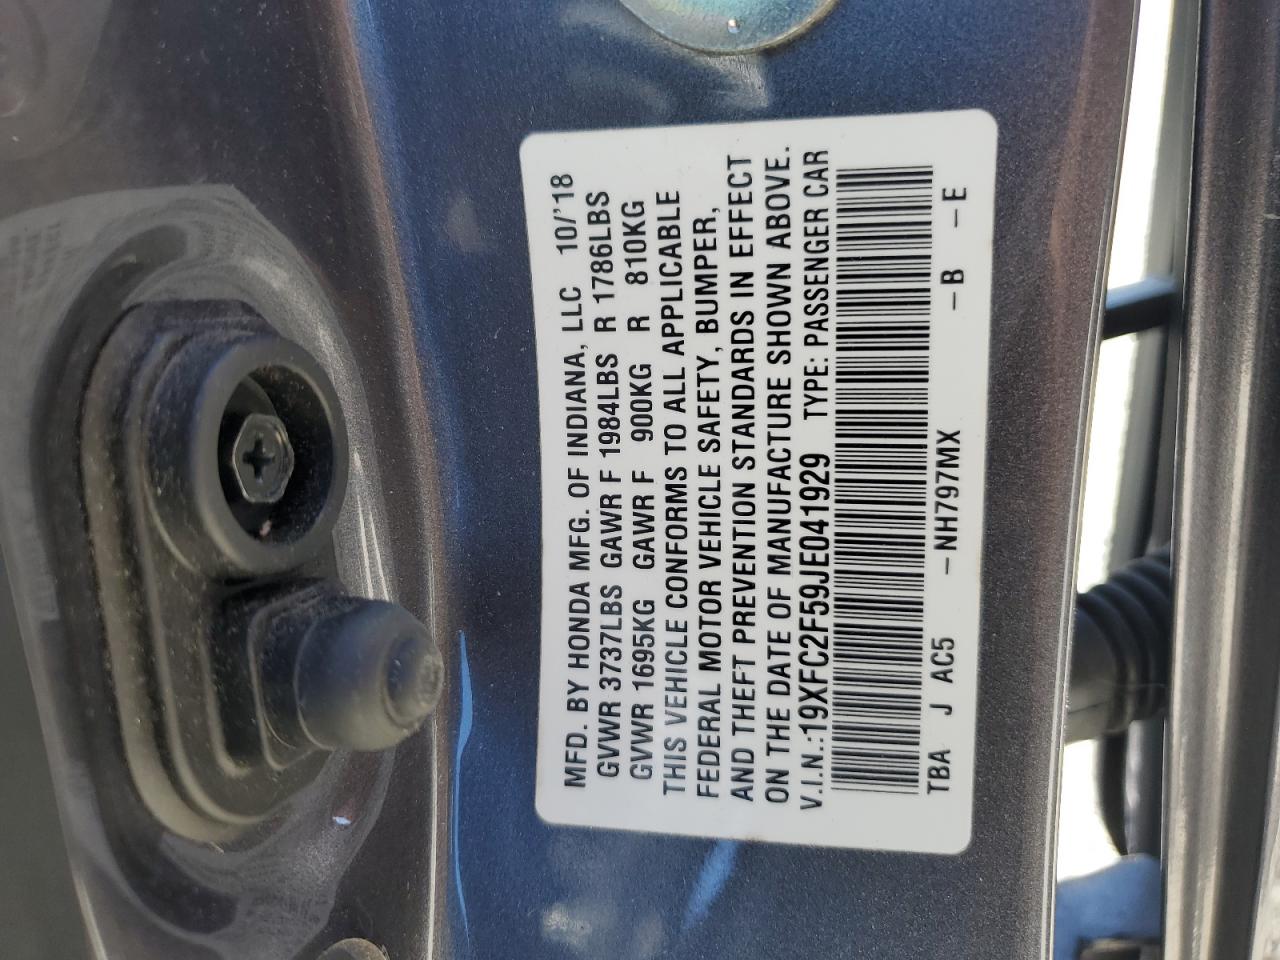 MFD. BY HONDA MFG. OF INDIANA, LLC 10/'18
GVWR 3737LBS GAWR F 1984LBS R 1786LBS
GVWR 1695KG GAWR F 900KG R 810KG
THIS VEHICLE CONFORMS TO ALL APPLICABLE
FEDERAL MOTOR VEHICLE SAFETY, BUMPER,
AND THEFT PREVENTION STANDARDS IN EFFECT
ON THE DATE OF MANUFACTURE SHOWN ABOVE.
V.I.N.:19XFC2F59JE041929 TYPE: PASSENGER CAR
TBA J AC5 –NH797MX –B –E